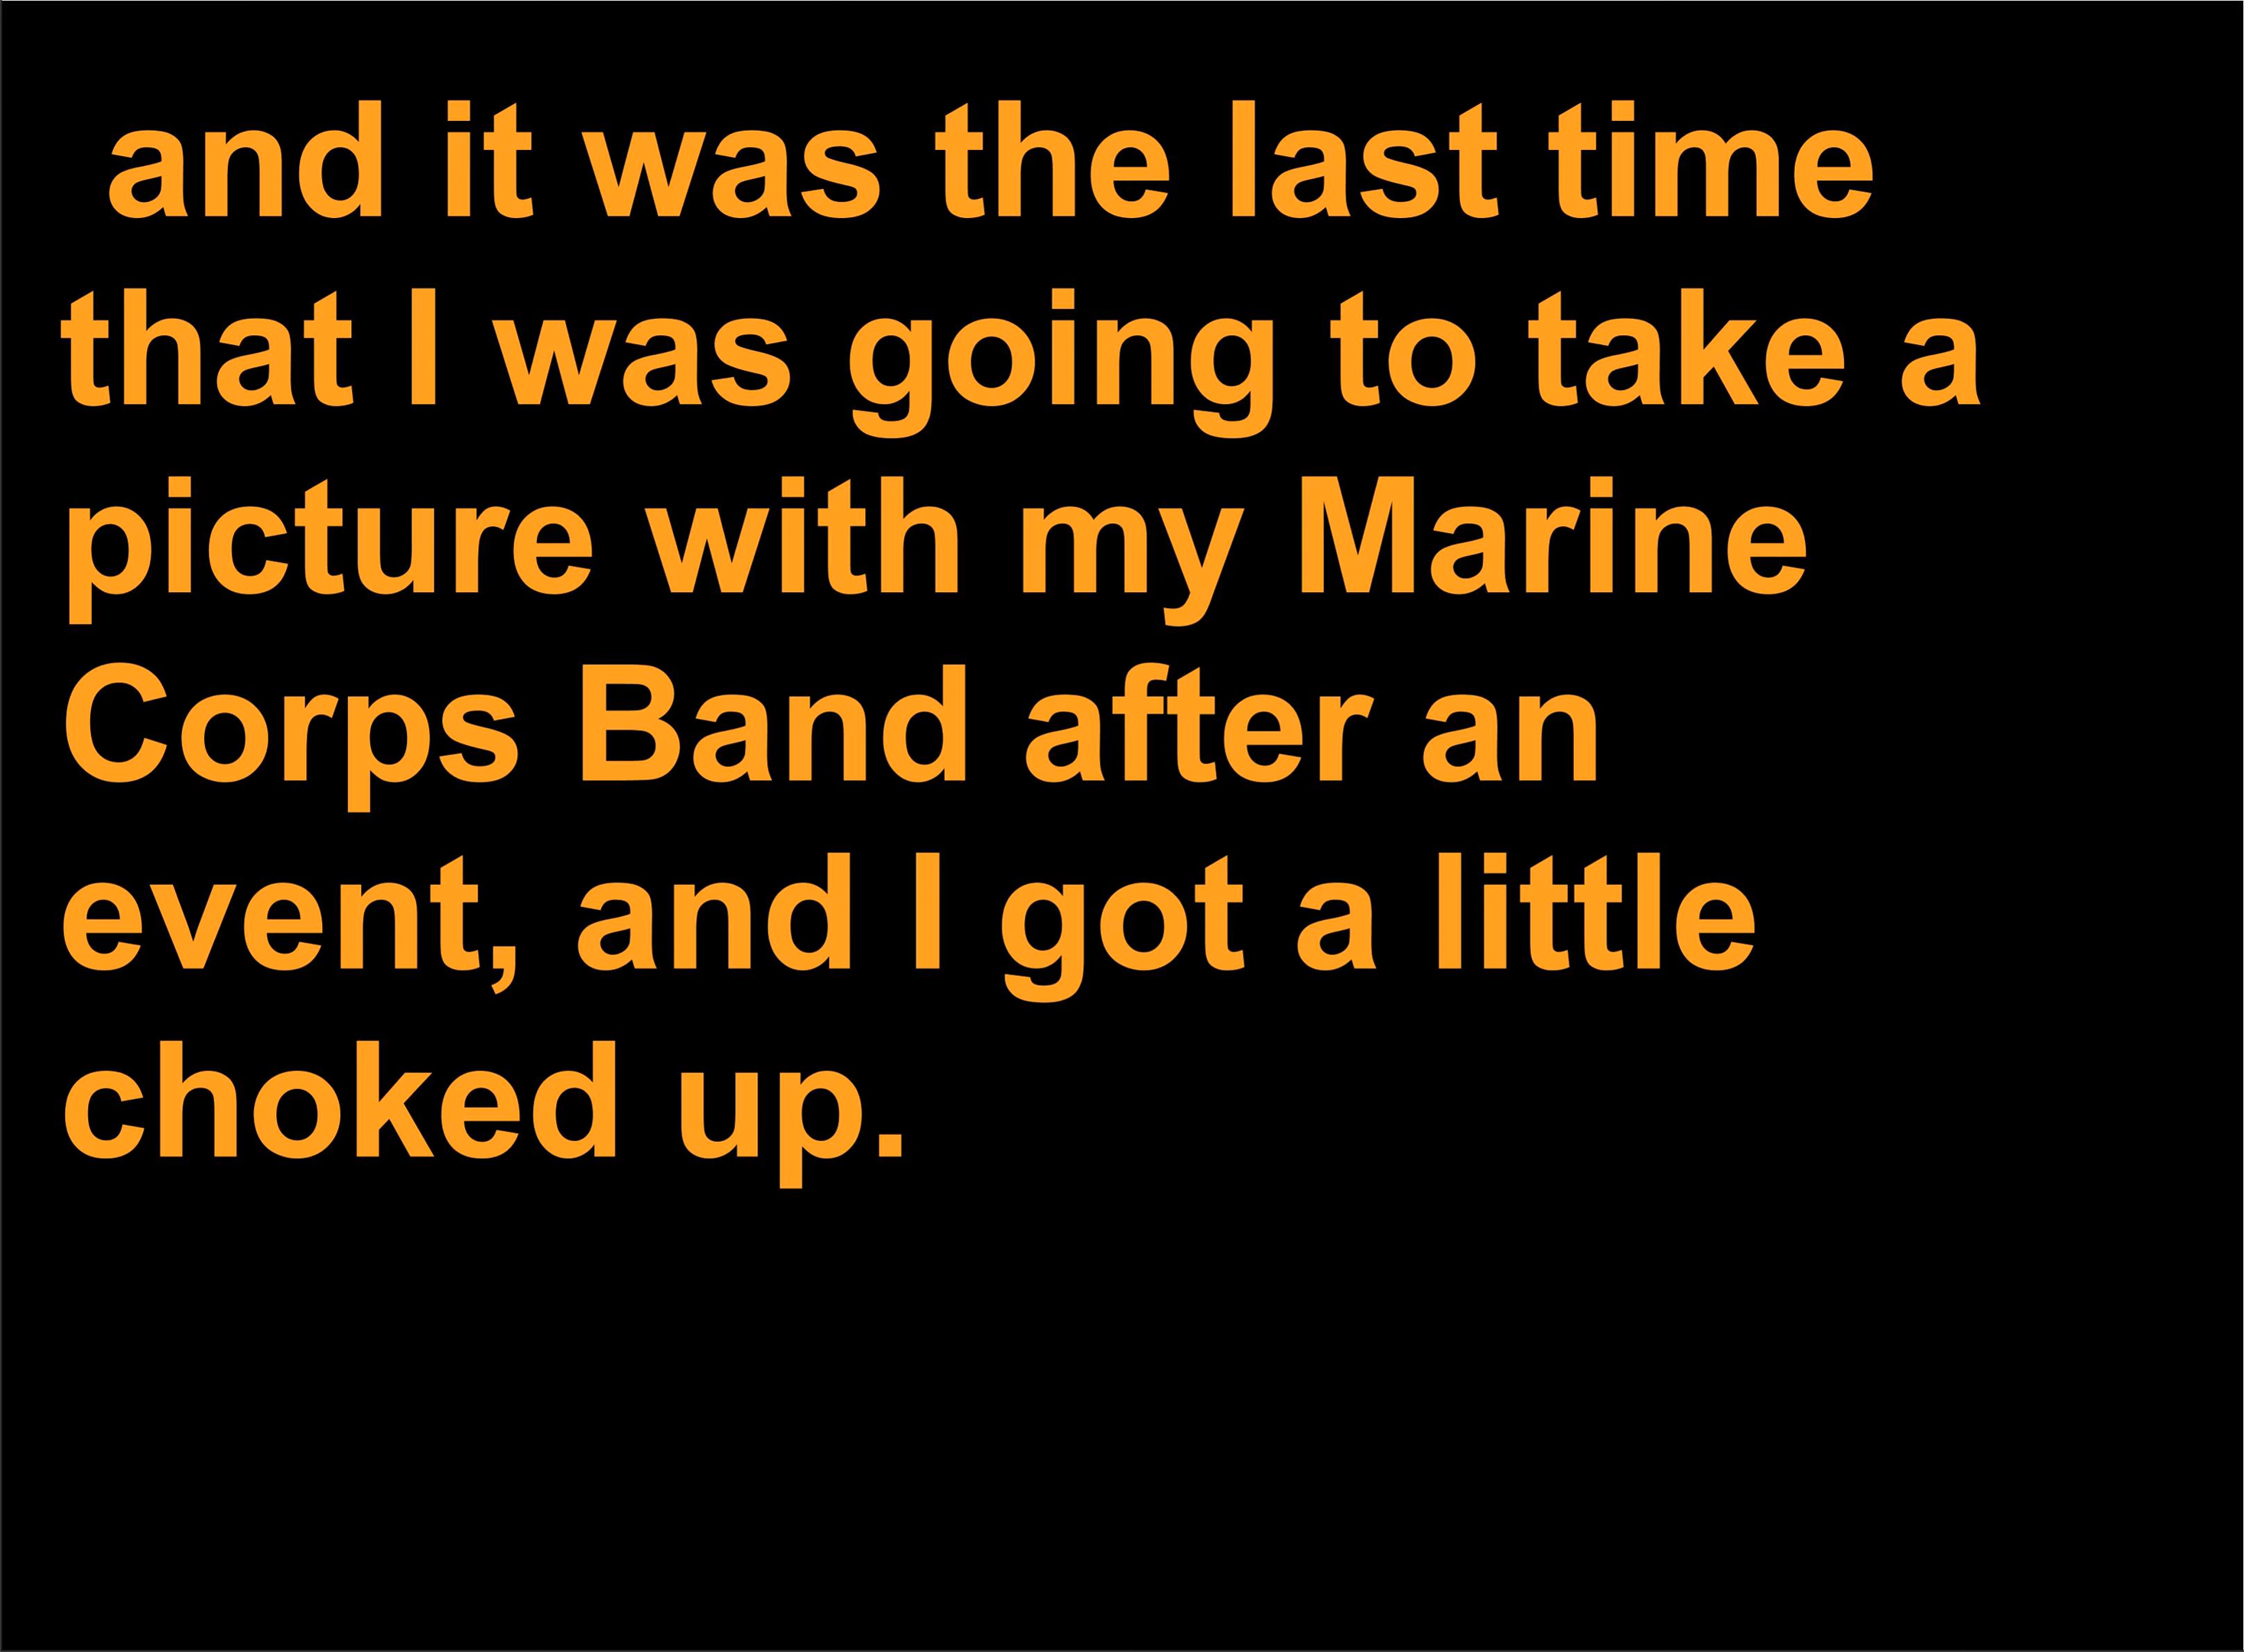 and it was the last time
that I was going to take a
picture with my Marine
Corps Band after an
event, and I got a little
choked up.